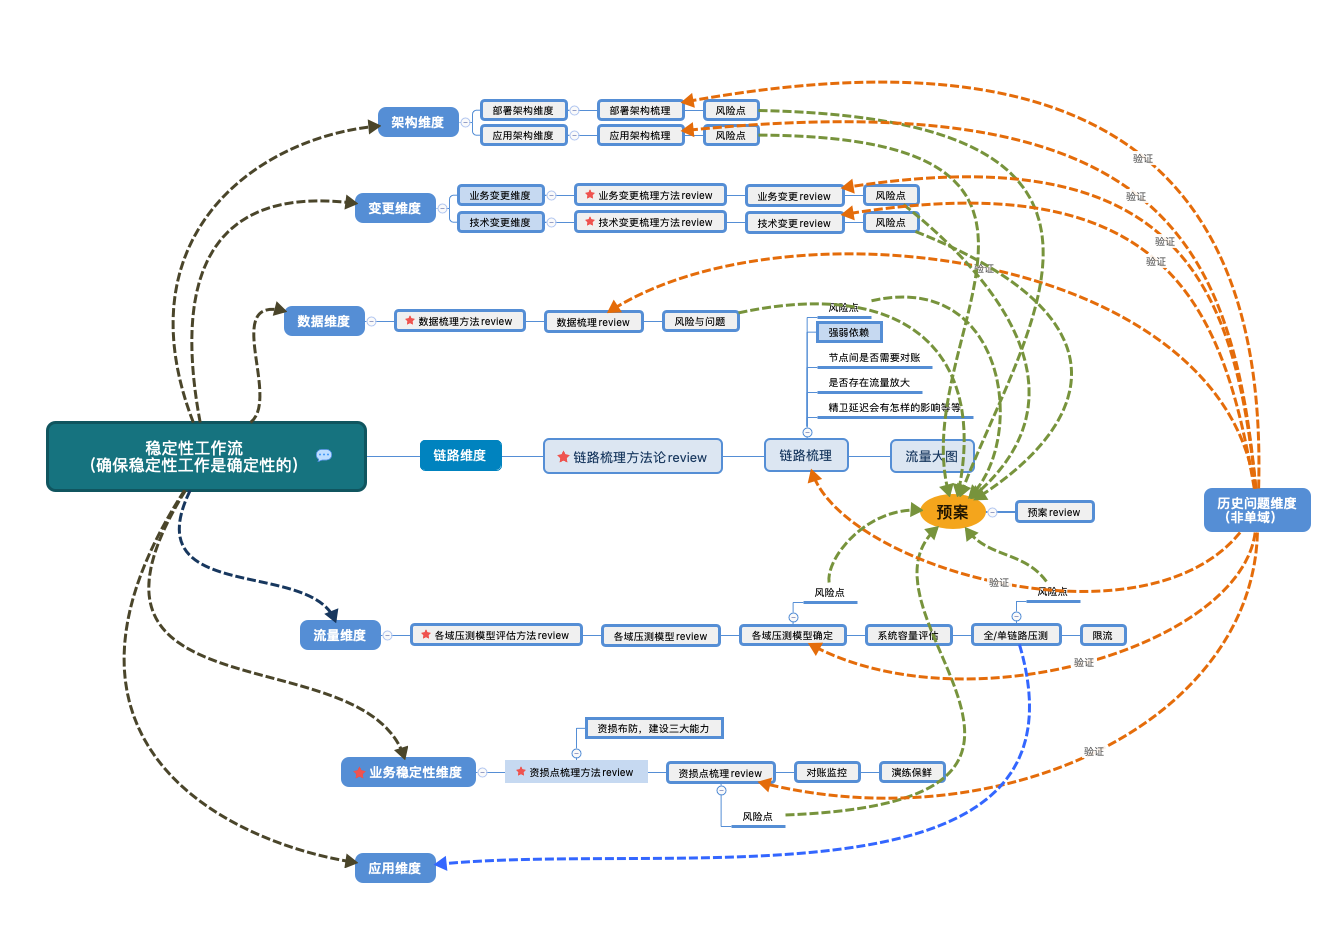 架构维度
部署架构维度
部署架构梳理
风险点
应用架构维度
应用架构梳理
风险点
变更维度
业务变更维度
业务变更梳理方法review
业务变更review
风险点
技术变更维度
技术变更梳理方法review
技术变更review
风险点
验证
验证
验证
验证
验证
数据维度
数据梳理方法review
数据梳理review
风险与问题
风险点
强弱依赖
节点间是否需要对账
是否存在流量放大
精卫延迟会有怎样的影响等等
稳定性工作流
(确保稳定性工作是确定性的)
链路维度
链路梳理方法论review
链路梳理
流量大图
预案
预案review
历史问题维度
(非单域)
验证
风险点
风险点
流量维度
各域压测模型评估方法review
各域压测模型review
各域压测模型确定
系统容量评估
全/单链路压测
限流
验证
资损布防，建设三大能力
业务稳定性维度
资损点梳理方法review
资损点梳理review
对账监控
演练保鲜
验证
风险点
应用维度